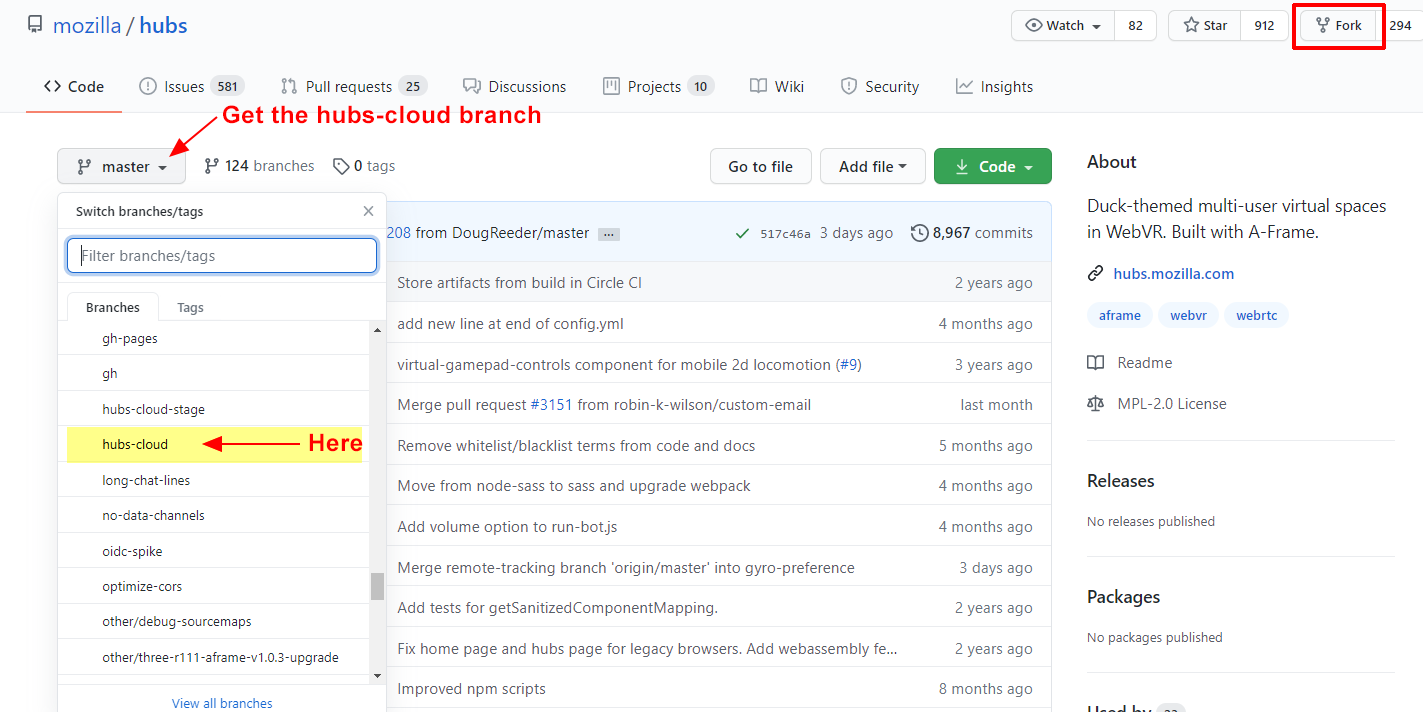 mozilla / hubs
Watch 82 Star 912 Fork 294
Code Issues 581 Pull requests 25 Discussions Projects 10 Wiki Security Insights
Get the hubs-cloud branch
master 124 branches 0 tags Go to file Add file Code
Switch branches/tags
Filter branches/tags
Branches Tags
gh-pages
gh
hubs-cloud-stage
hubs-cloud Here
long-chat-lines
no-data-channels
oidc-spike
optimize-cors
other/debug-sourcemaps
other/three-r111-aframe-v1.0.3-upgrade
View all branches
208 from DougReeder/master ... 517c46a 3 days ago 8,967 commits
Store artifacts from build in Circle CI 2 years ago
add new line at end of config.yml 4 months ago
virtual-gamepad-controls component for mobile 2d locomotion (#9) 3 years ago
Merge pull request #3151 from robin-k-wilson/custom-email last month
Remove whitelist/blacklist terms from code and docs 5 months ago
Move from node-sass to sass and upgrade webpack 4 months ago
Add volume option to run-bot.js 4 months ago
Merge remote-tracking branch 'origin/master' into gyro-preference 3 days ago
Add tests for getSanitizedComponentMapping. 2 years ago
Fix home page and hubs page for legacy browsers. Add webassembly fe... 2 years ago
Improved npm scripts 8 months ago
About
Duck-themed multi-user virtual spaces
in WebVR. Built with A-Frame.
hubs.mozilla.com
aframe webvr webrtc
Readme
MPL-2.0 License
Releases
No releases published
Packages
No packages published
Used by